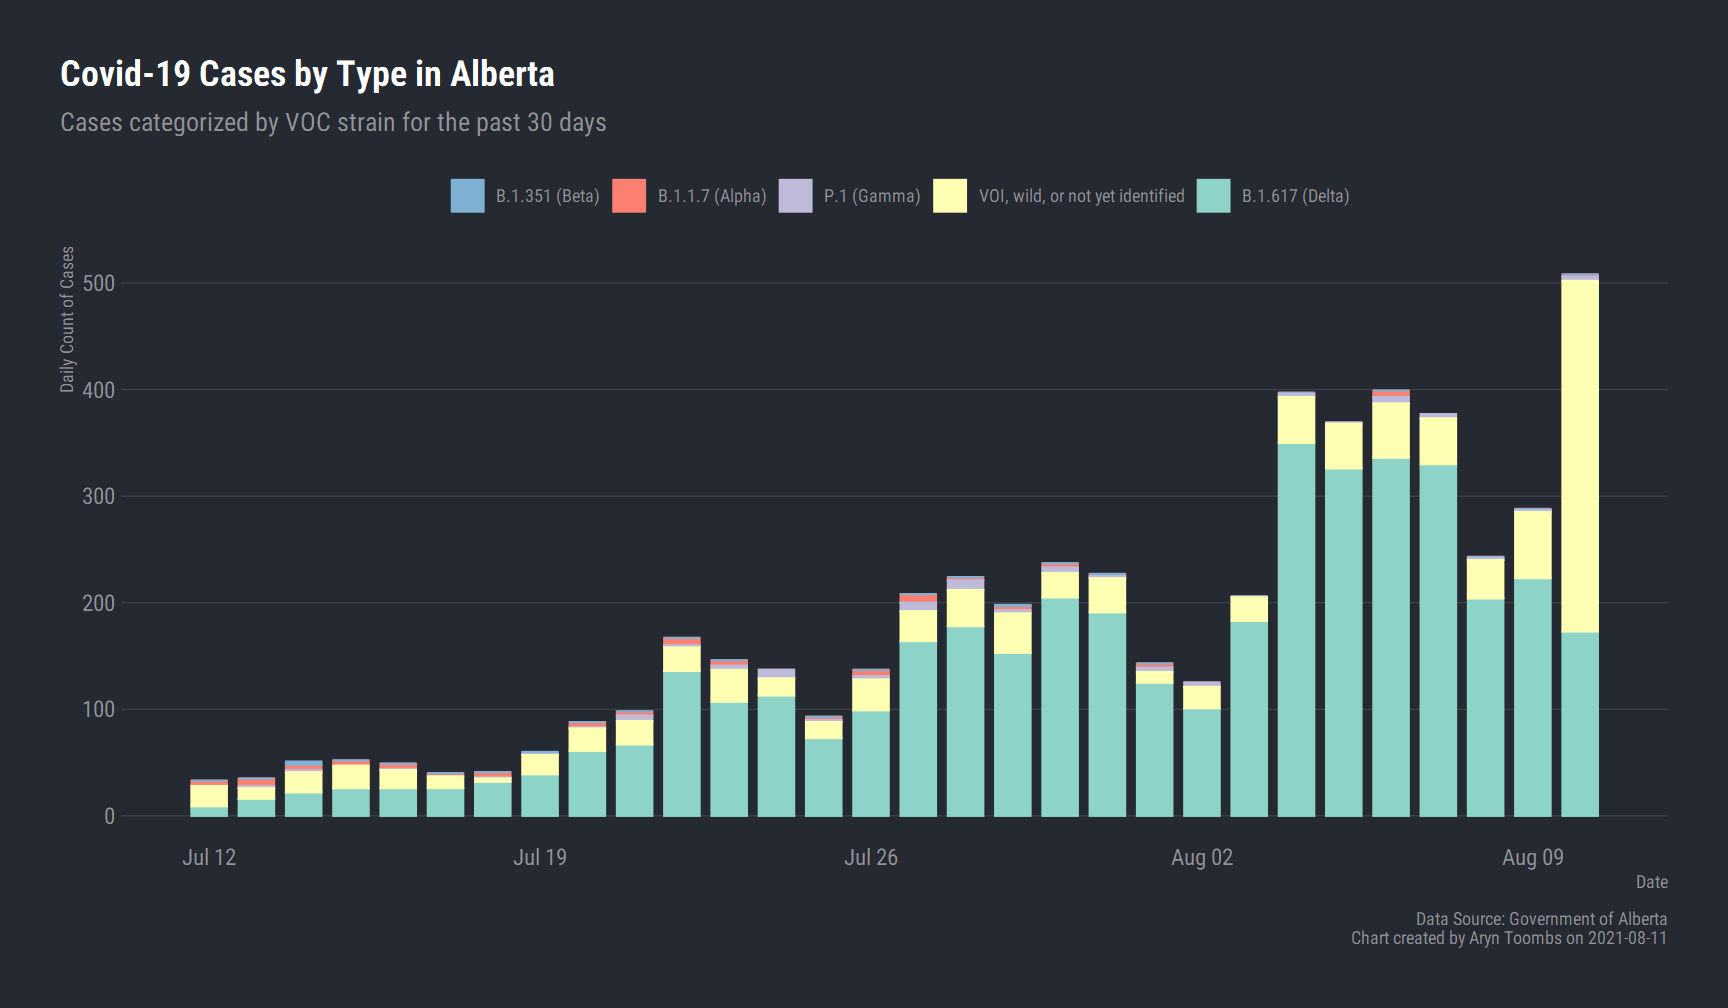 Covid-19 Cases by Type in Alberta
Cases categorized by VOC strain for the past 30 days
B.1.351 (Beta) B.1.1.7 (Alpha) P.1 (Gamma) VOI, wild, or not yet identified B.1.617 (Delta)
Daily Count of Cases
500
400
300
200
100
0
Jul 12 Jul 19 Jul 26 Aug 02 Aug 09
Date
Data Source: Government of Alberta
Chart created by Aryn Toombs on 2021-08-11